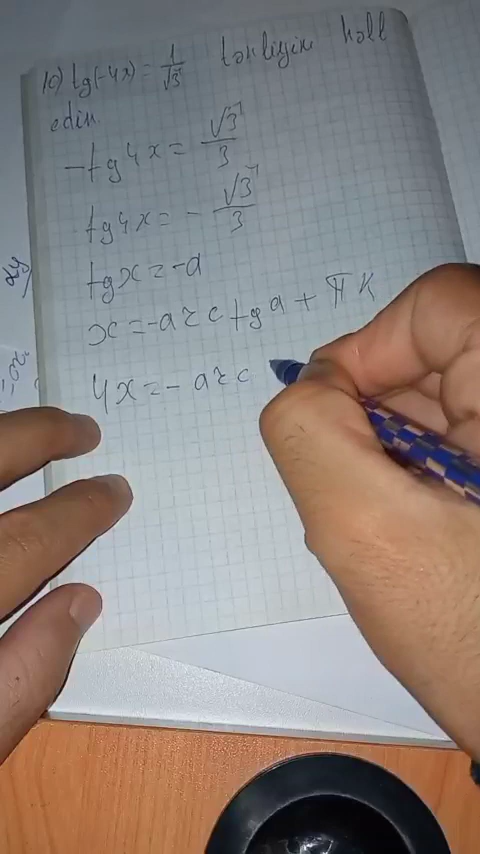 10) tg(-4x) = 1/√3 tənliyini həll
edin.
-tg4x = √3/3
tg4x = -√3/3
tgx = -a
x = -arctga + πk
4x = -arc